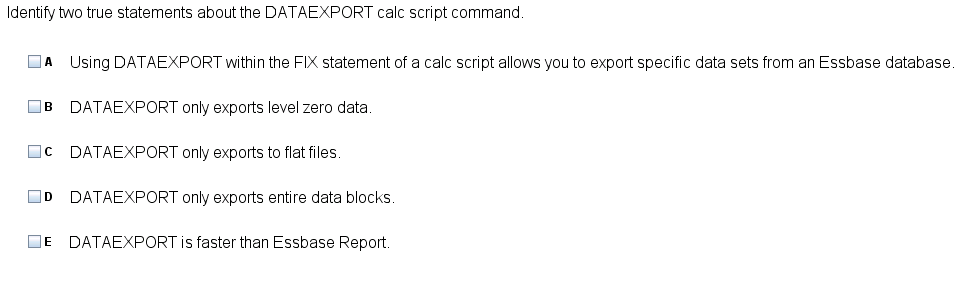 Identify two true statements about the DATAEXPORT calc script command.
A Using DATAEXPORT within the FIX statement of a calc script allows you to export specific data sets from an Essbase database.
B DATAEXPORT only exports level zero data.
C DATAEXPORT only exports to flat files.
D DATAEXPORT only exports entire data blocks.
E DATAEXPORT is faster than Essbase Report.